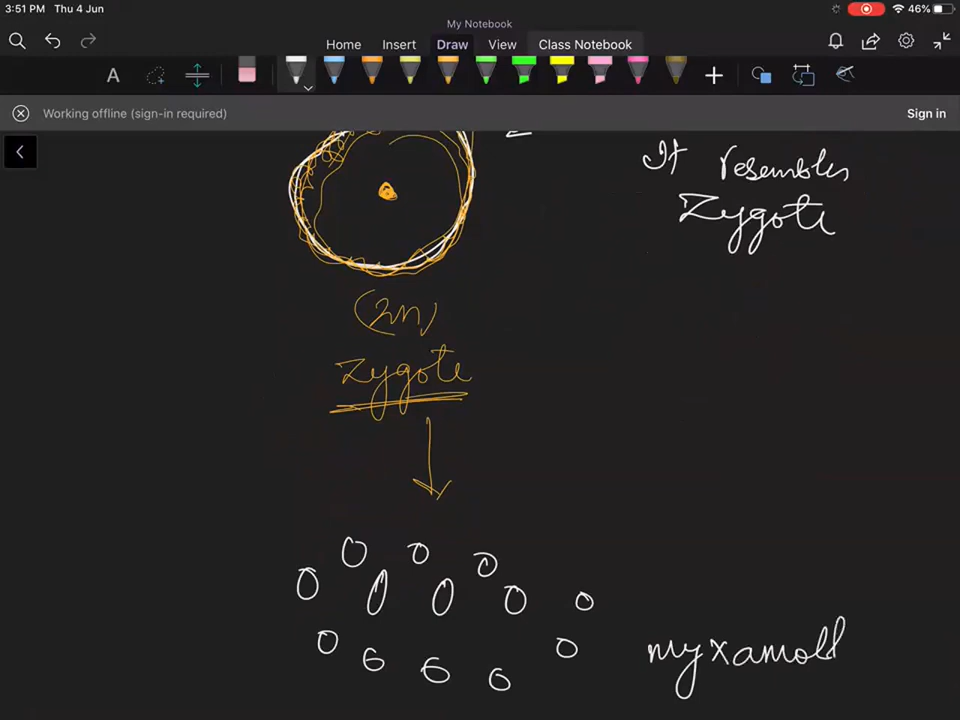 3:51 PM Thu 4 Jun
46%
My Notebook
Home Insert Draw View Class Notebook
A
Working offline (sign-in required) Sign in
It resembles
Zygote
(2n)
Zygote
myxamold